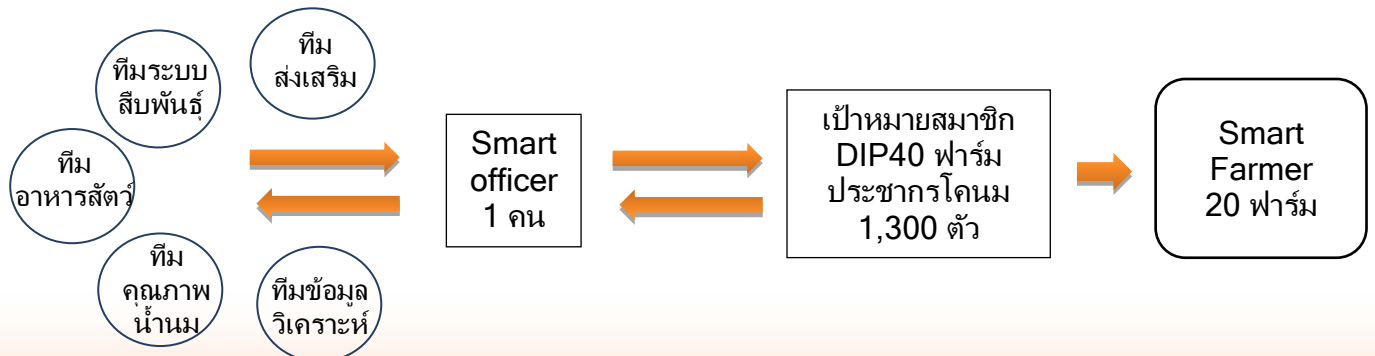 ทีม
ส่งเสริม
ทีมระบบ
สืบพันธุ์
ทีม
อาหารสัตว์
ทีม
คุณภาพ
น้ำนม
ทีมข้อมูล
วิเคราะห์
Smart
officer
1 คน
เป้าหมายสมาชิก
DIP40 ฟาร์ม
ประชากรโคนม
1,300 ตัว
Smart
Farmer
20 ฟาร์ม